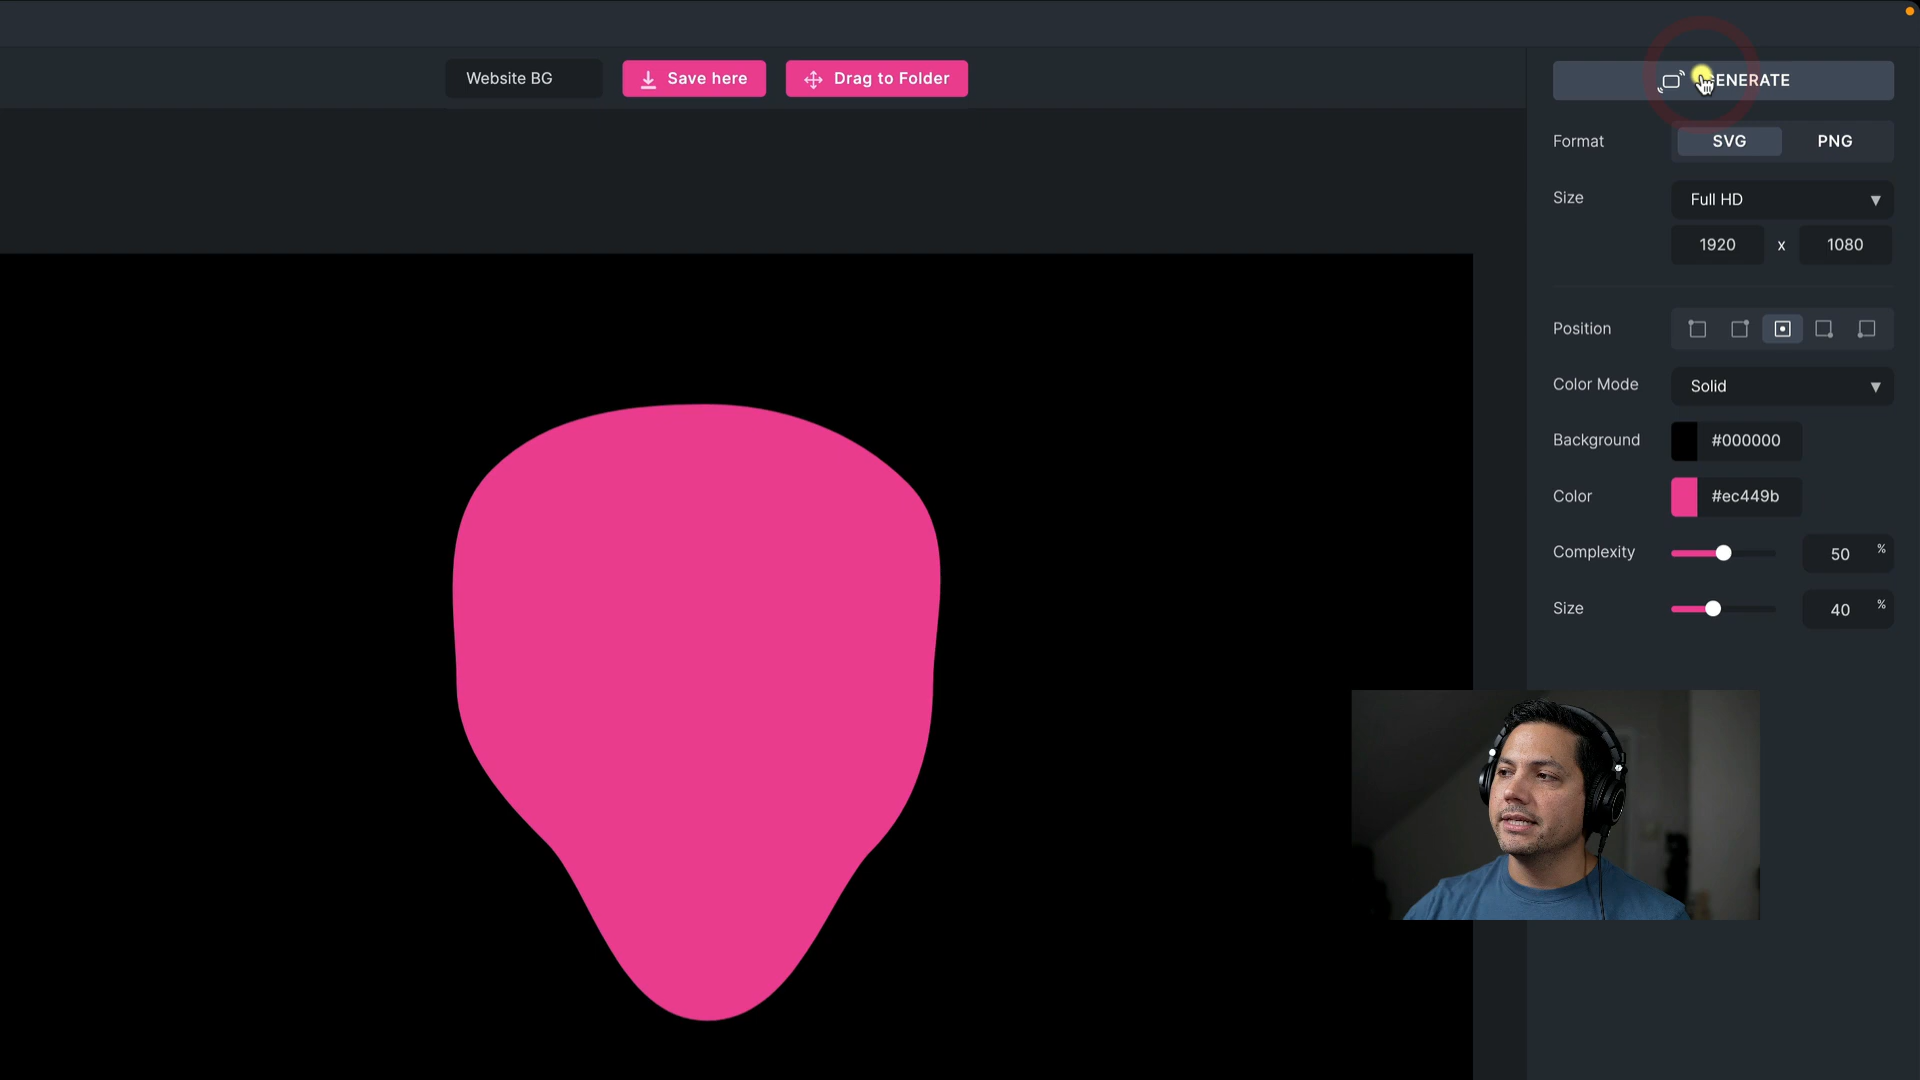 Website BG
Save here
Drag to Folder
ENERATE
Format
SVG
PNG
Size
Full HD
1920 x 1080
Position
Color Mode
Solid
Background
#000000
Color
#ec449b
Complexity
50 %
Size
40 %